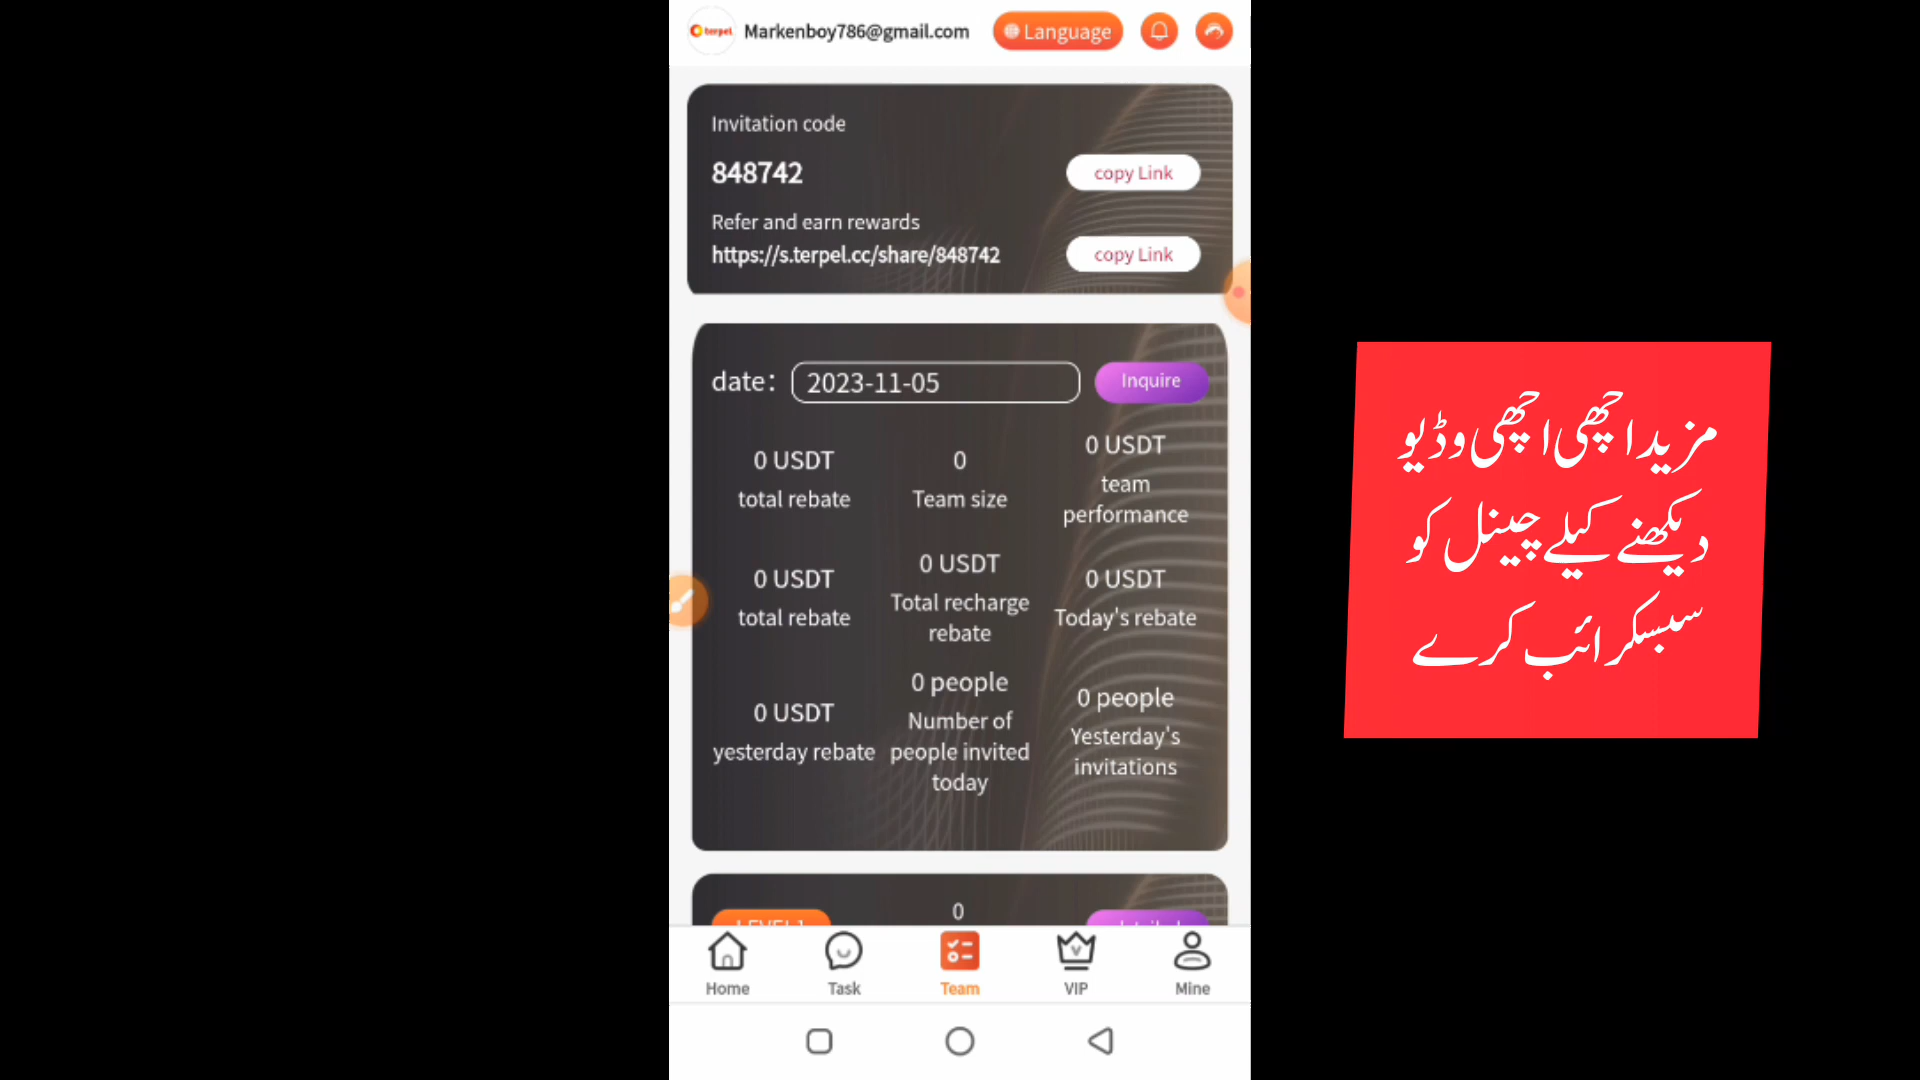 terpel
Markenboy786@gmail.com
Language
Invitation code
848742
copy Link
Refer and earn rewards
https://s.terpel.cc/share/848742
copy Link
date:
2023-11-05
Inquire
0 USDT
total rebate
0
Team size
0 USDT
team
performance
0 USDT
total rebate
0 USDT
Total recharge
rebate
0 USDT
Today's rebate
0 USDT
yesterday rebate
0 people
Number of
people invited
today
0 people
Yesterday's
invitations
LEVEL1
0
detailed
Home
Task
Team
VIP
Mine
مزید اچھی اچھی وڈیو
دیکھنے کیلے چینل کو
سبسکرائب کرے